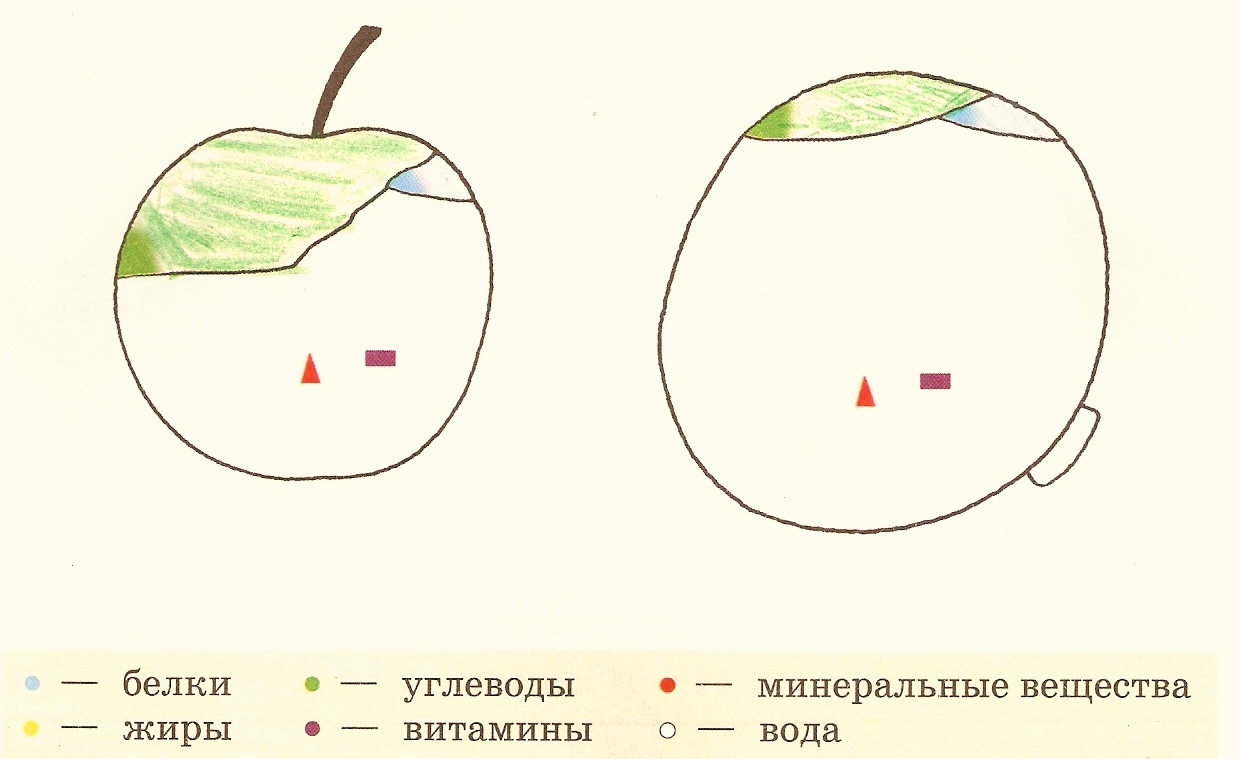 — белки — углеводы — минеральные вещества
— жиры — витамины — вода